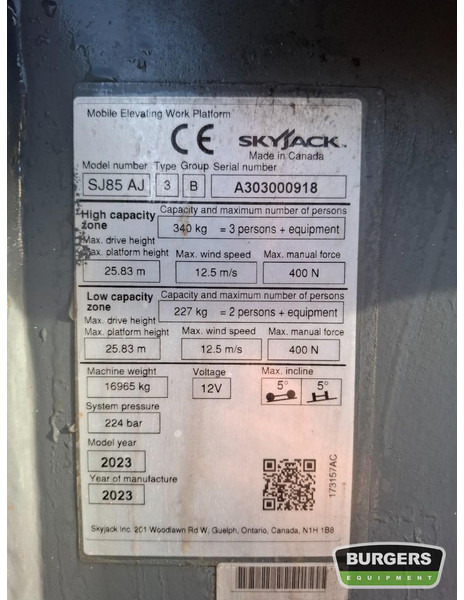 Mobile Elevating Work Platform
CE SKYJACK
Made in Canada
Model number Type Group Serial number
SJ85 AJ 3 B A303000918
High capacity zone Capacity and maximum number of persons
340 kg = 3 persons + equipment
Max. drive height
Max. platform height Max. wind speed Max. manual force
25.83 m 12.5 m/s 400 N
Low capacity zone Capacity and maximum number of persons
227 kg = 2 persons + equipment
Max. drive height
Max. platform height Max. wind speed Max. manual force
25.83 m 12.5 m/s 400 N
Machine weight Voltage Max. incline
16965 kg 12V 5° 5°
System pressure
224 bar
Model year
2023
Year of manufacture
2023
173157AC
Skyjack Inc. 201 Woodlawn Rd W, Guelph, Ontario, Canada, N1H 1B8
BURGERS
EQUIPMENT